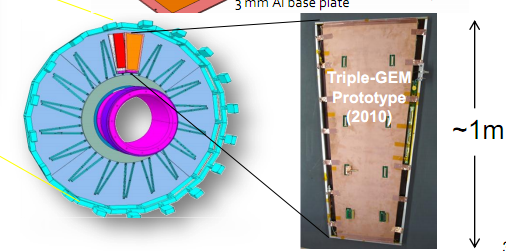 3 mm Al base plate
Triple-GEM
Prototype
(2010)
~1m